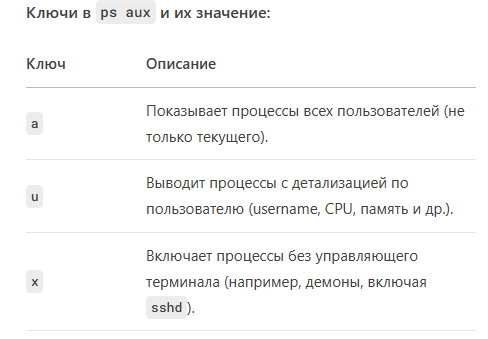 Ключи в ps aux и их значение:
Ключ Описание
a Показывает процессы всех пользователей (не
только текущего).
u Выводит процессы с детализацией по
пользователю (username, CPU, память и др.).
x Включает процессы без управляющего
терминала (например, демоны, включая
sshd ).